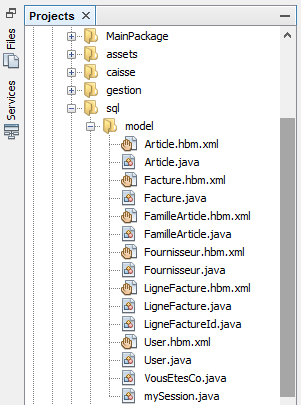 Projects
Files
Services
MainPackage
assets
caisse
gestion
sql
model
Article.hbm.xml
Article.java
Facture.hbm.xml
Facture.java
FamilleArticle.hbm.xml
FamilleArticle.java
Fournisseur.hbm.xml
Fournisseur.java
LigneFacture.hbm.xml
LigneFacture.java
LigneFactureId.java
User.hbm.xml
User.java
VousEtesCo.java
mySession.java